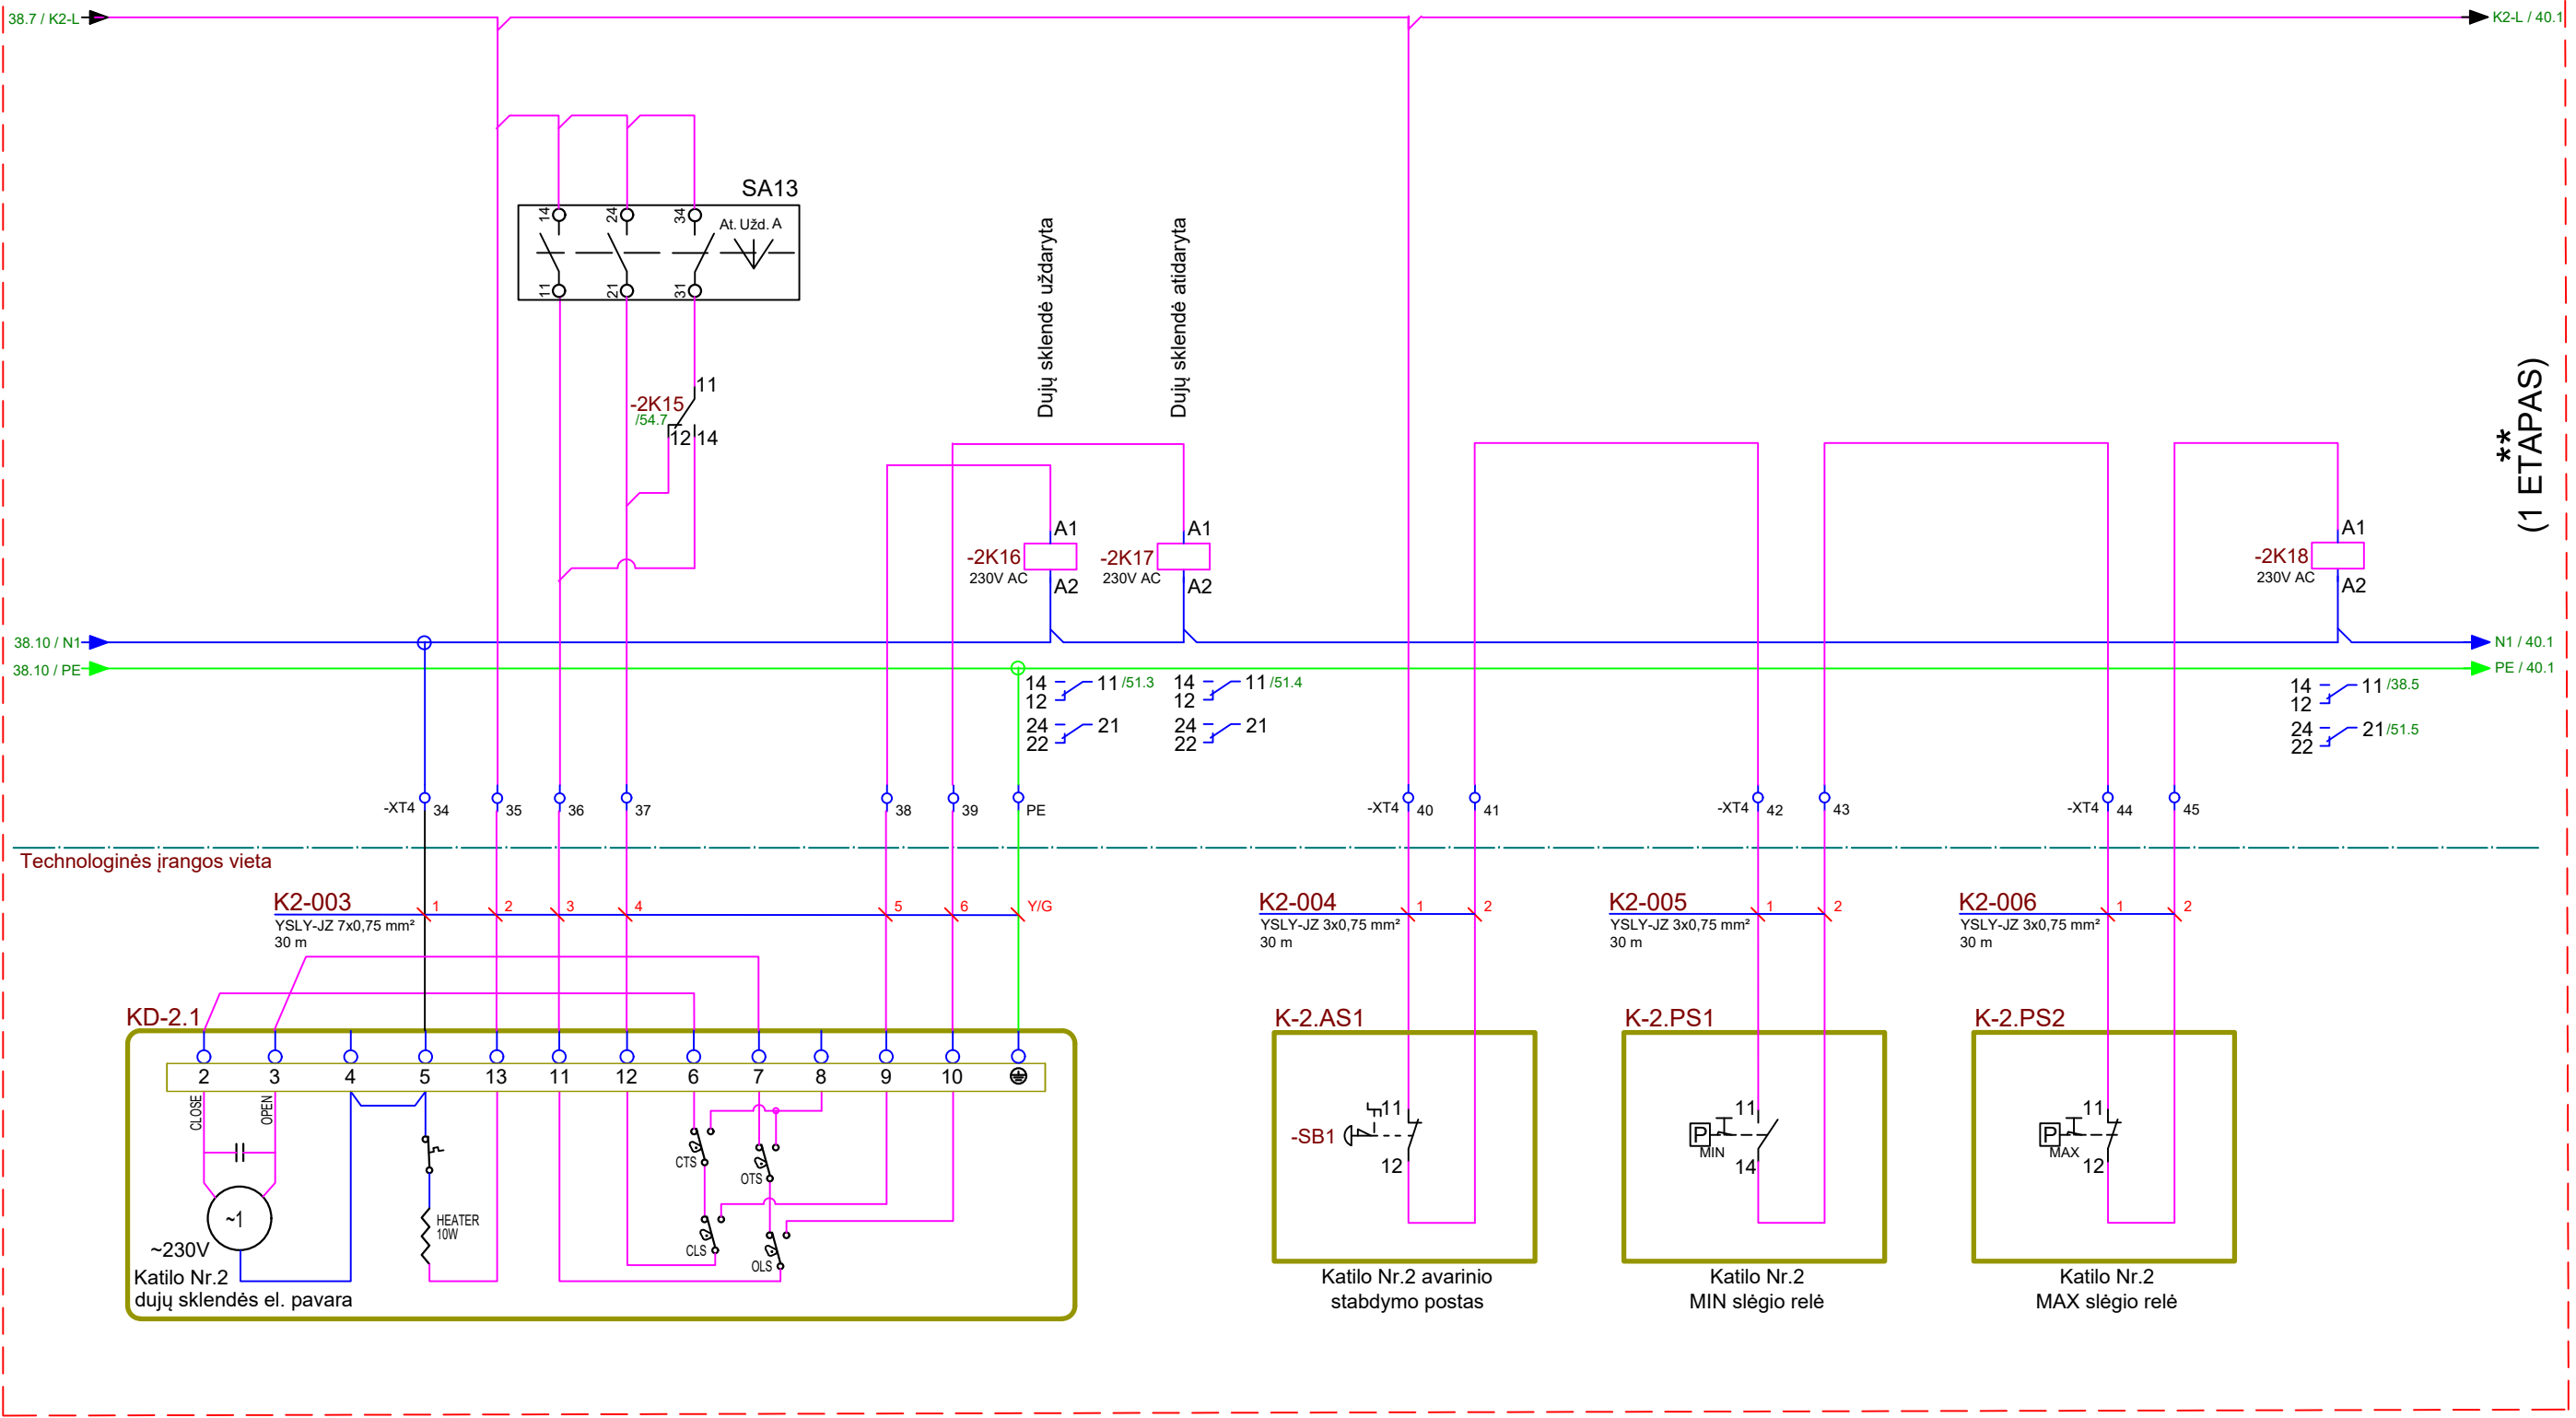 38.7 / K2-L
K2-L / 40.1
SA13
14
24
34
At. Užd. A
11
21
31
Dujų sklendė uždaryta
Dujų sklendė atidaryta
**
(1 ETAPAS)
11
-2K15
/54.7
12
14
A1
-2K16
230V AC
A2
A1
-2K17
230V AC
A2
A1
-2K18
230V AC
A2
38.10 / N1
N1 / 40.1
38.10 / PE
PE / 40.1
14
11 /51.3
12
24
21
22
14
11 /51.4
12
24
21
22
14
11 /38.5
12
24
21 /51.5
22
-XT4
34
35
36
37
38
39
PE
-XT4
40
41
-XT4
42
43
-XT4
44
45
Technologinės įrangos vieta
K2-003
YSLY-JZ 7x0,75 mm²
30 m
1
2
3
4
5
6
Y/G
K2-004
YSLY-JZ 3x0,75 mm²
30 m
1
2
K2-005
YSLY-JZ 3x0,75 mm²
30 m
1
2
K2-006
YSLY-JZ 3x0,75 mm²
30 m
1
2
KD-2.1
2
3
4
5
13
11
12
6
7
8
9
10
CLOSE
OPEN
~1
~230V
HEATER
10W
CTS
OTS
CLS
OLS
Katilo Nr.2
dujų sklendės el. pavara
K-2.AS1
11
-SB1
12
Katilo Nr.2 avarinio
stabdymo postas
K-2.PS1
11
P
MIN
14
Katilo Nr.2
MIN slėgio relė
K-2.PS2
11
P
MAX
12
Katilo Nr.2
MAX slėgio relė